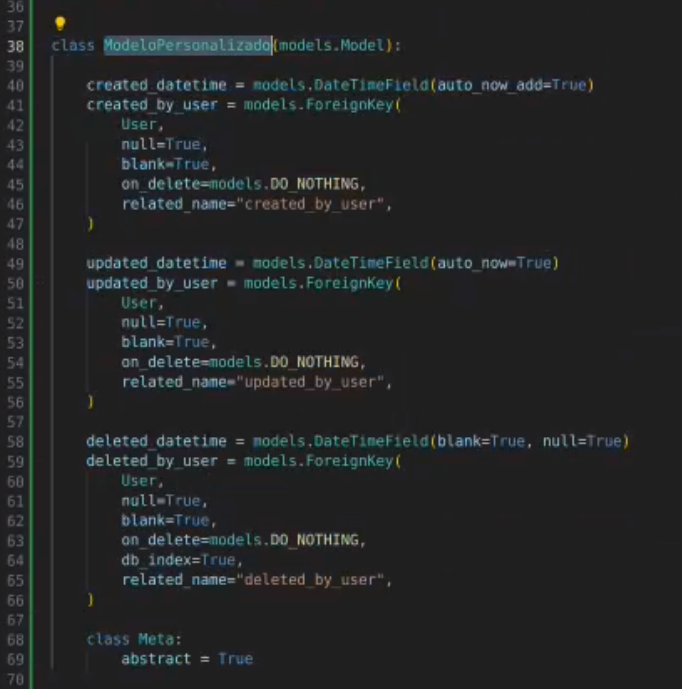 36
37
38 class ModeloPersonalizado(models.Model):
39
40 created_datetime = models.DateTimeField(auto_now_add=True)
41 created_by_user = models.ForeignKey(
42 User,
43 null=True,
44 blank=True,
45 on_delete=models.DO_NOTHING,
46 related_name="created_by_user",
47 )
48
49 updated_datetime = models.DateTimeField(auto_now=True)
50 updated_by_user = models.ForeignKey(
51 User,
52 null=True,
53 blank=True,
54 on_delete=models.DO_NOTHING,
55 related_name="updated_by_user",
56 )
57
58 deleted_datetime = models.DateTimeField(blank=True, null=True)
59 deleted_by_user = models.ForeignKey(
60 User,
61 null=True,
62 blank=True,
63 on_delete=models.DO_NOTHING,
64 db_index=True,
65 related_name="deleted_by_user",
66 )
67
68 class Meta:
69 abstract = True
70